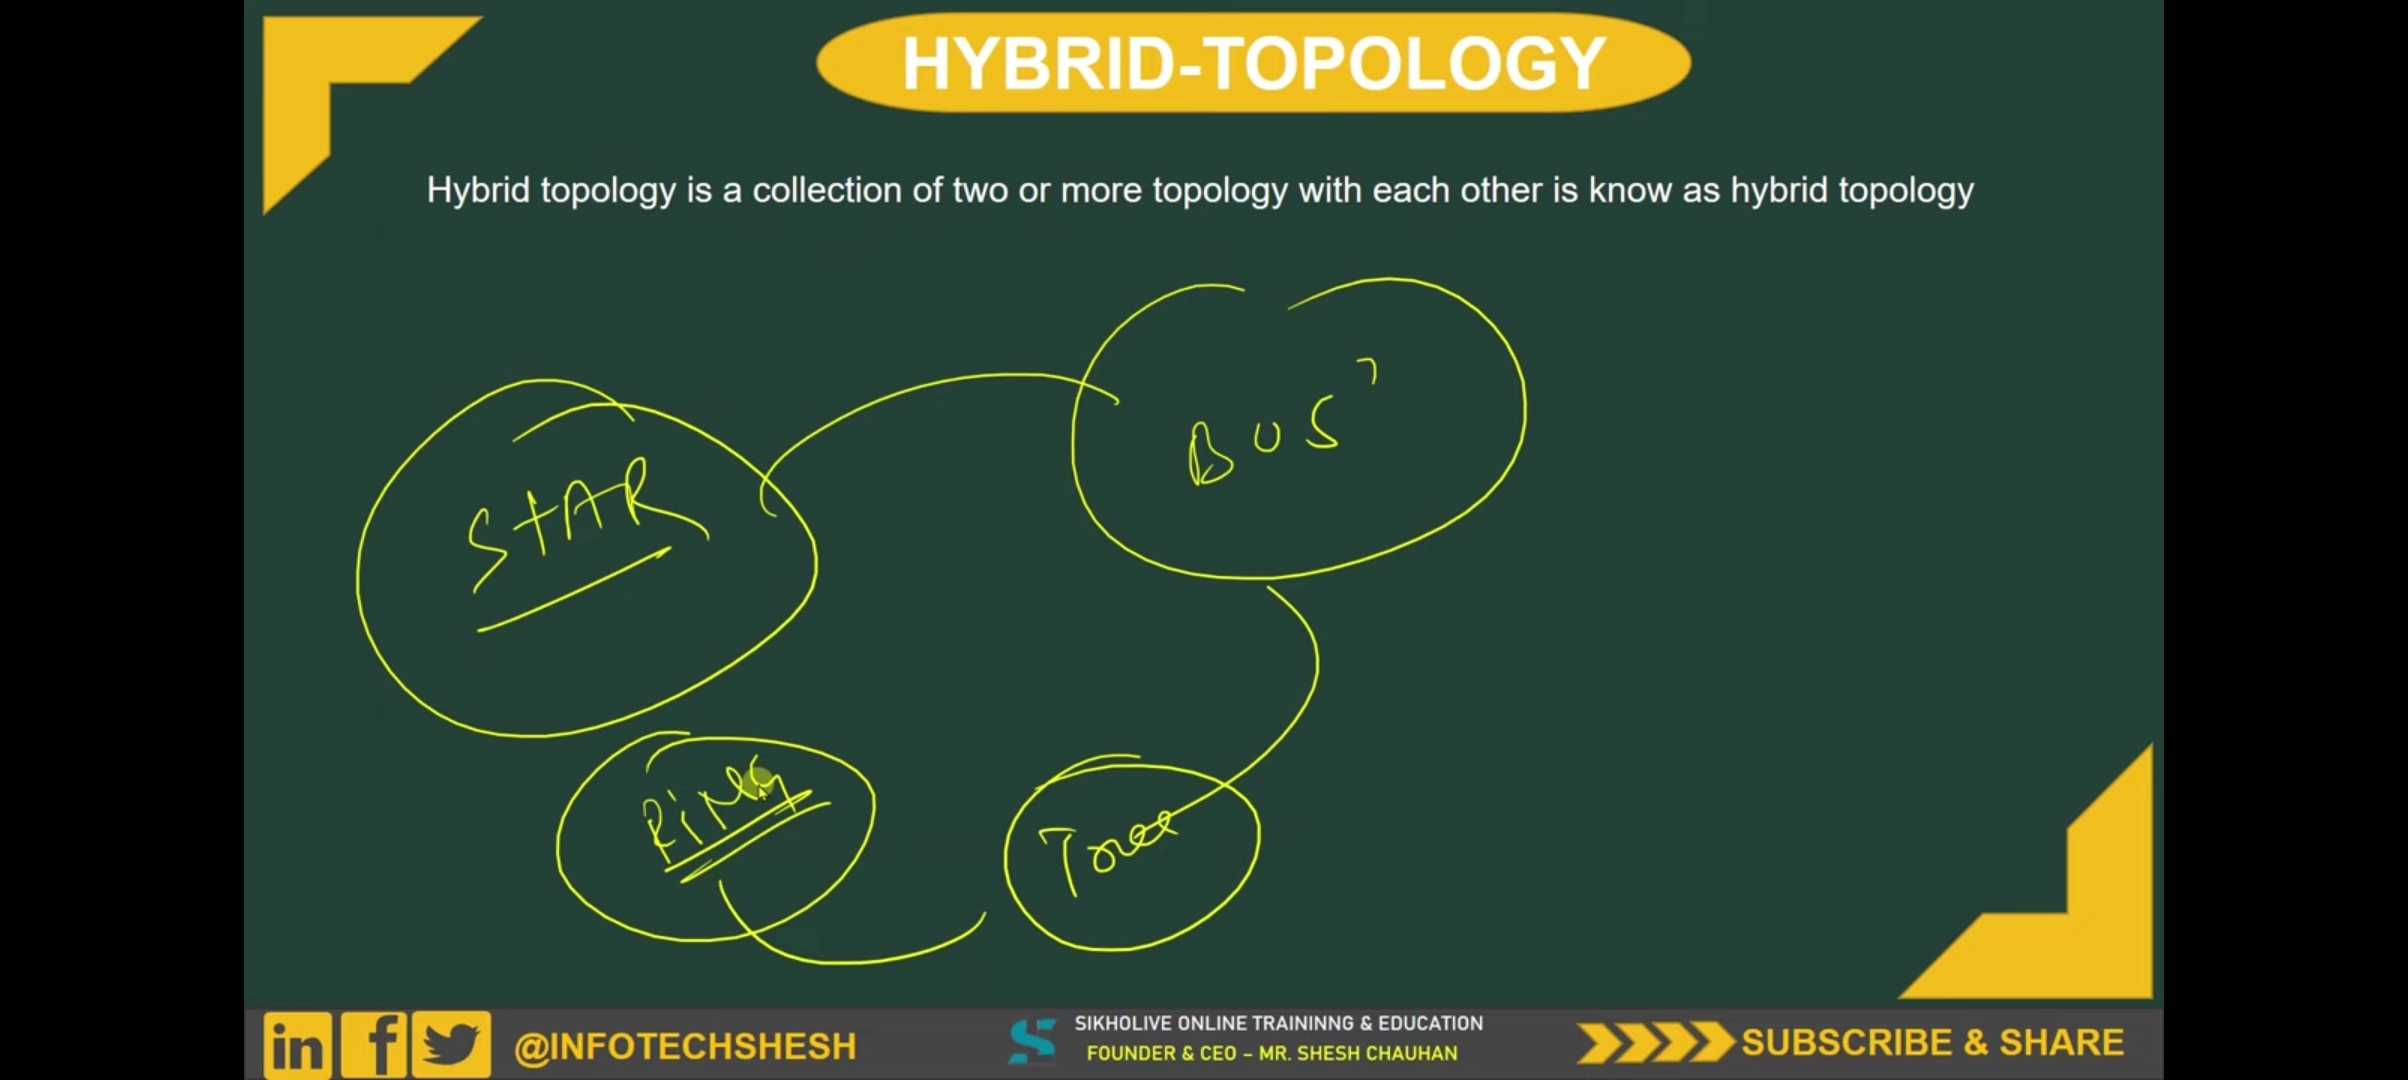 HYBRID-TOPOLOGY
Hybrid topology is a collection of two or more topology with each other is know as hybrid topology
BUS
STAR
RiNG
Tree
in f @INFOTECHSHESH
SIKHOLIVE ONLINE TRAININNG & EDUCATION
FOUNDER & CEO – MR. SHESH CHAUHAN
SUBSCRIBE & SHARE